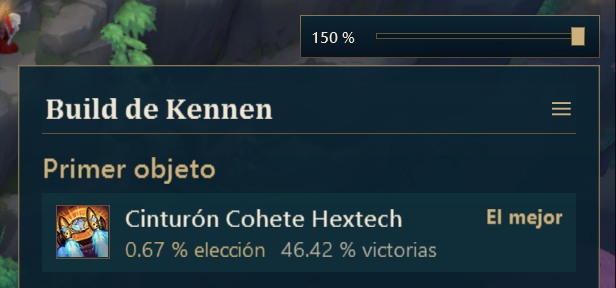 150 %
Build de Kennen
Primer objeto
Cinturón Cohete Hextech
El mejor
0.67 % elección 46.42 % victorias